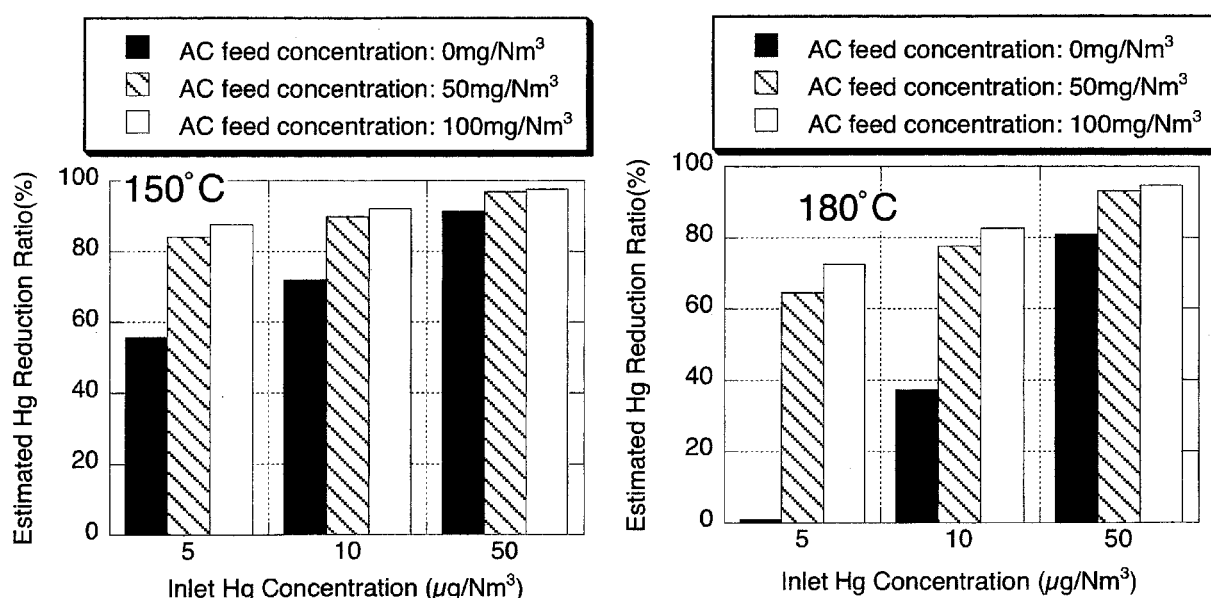 AC feed concentration: 0mg/Nm³
AC feed concentration: 50mg/Nm³
AC feed concentration: 100mg/Nm³
150°C
Estimated Hg Reduction Ratio(%)
100
80
60
40
20
0
5 10 50
Inlet Hg Concentration (µg/Nm³)
AC feed concentration: 0mg/Nm³
AC feed concentration: 50mg/Nm³
AC feed concentration: 100mg/Nm³
180°C
Estimated Hg Reduction Ratio(%)
100
80
60
40
20
0
5 10 50
Inlet Hg Concentration (µg/Nm³)